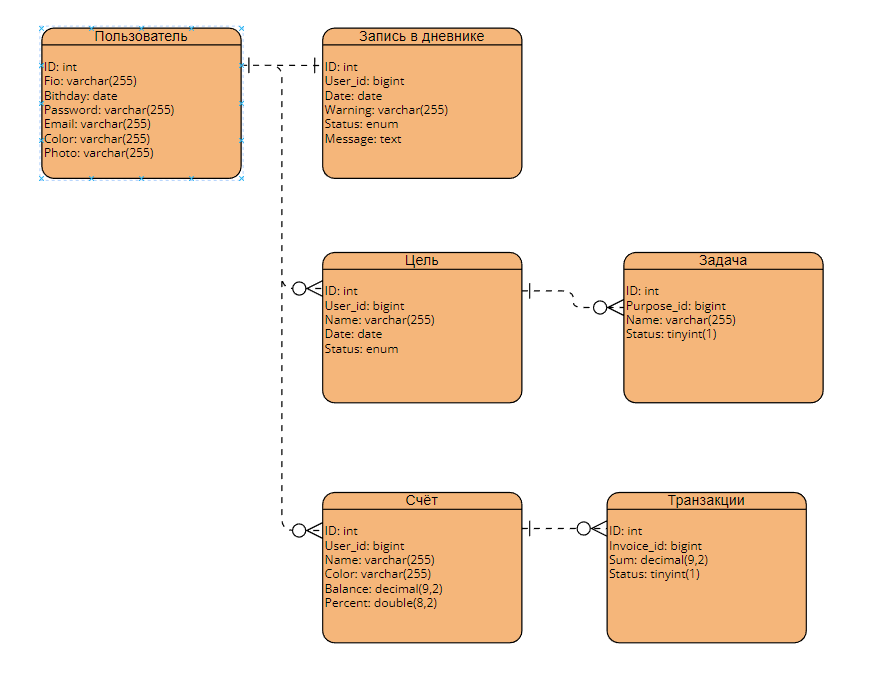 Пользователь
ID: int
Fio: varchar(255)
Bithday: date
Password: varchar(255)
Email: varchar(255)
Color: varchar(255)
Photo: varchar(255)
Запись в дневнике
ID: int
User_id: bigint
Date: date
Warning: varchar(255)
Status: enum
Message: text
Цель
ID: int
User_id: bigint
Name: varchar(255)
Date: date
Status: enum
Задача
ID: int
Purpose_id: bigint
Name: varchar(255)
Status: tinyint(1)
Счёт
ID: int
User_id: bigint
Name: varchar(255)
Color: varchar(255)
Balance: decimal(9,2)
Percent: double(8,2)
Транзакции
ID: int
Invoice_id: bigint
Sum: decimal(9,2)
Status: tinyint(1)